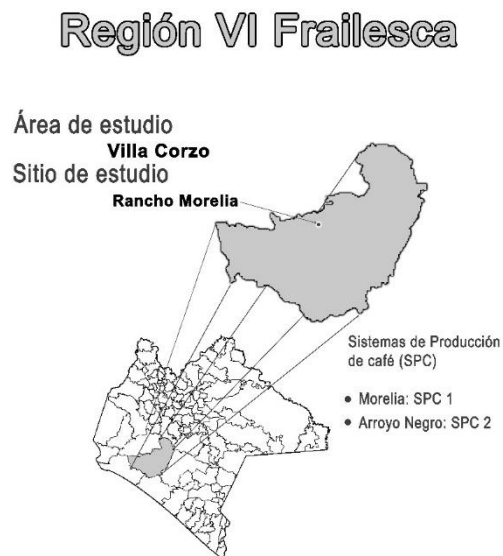 Región VI Frailesca
Área de estudio
Villa Corzo
Sitio de estudio
Rancho Morelia
Sistemas de Producción
de café (SPC)
• Morelia: SPC 1
• Arroyo Negro: SPC 2